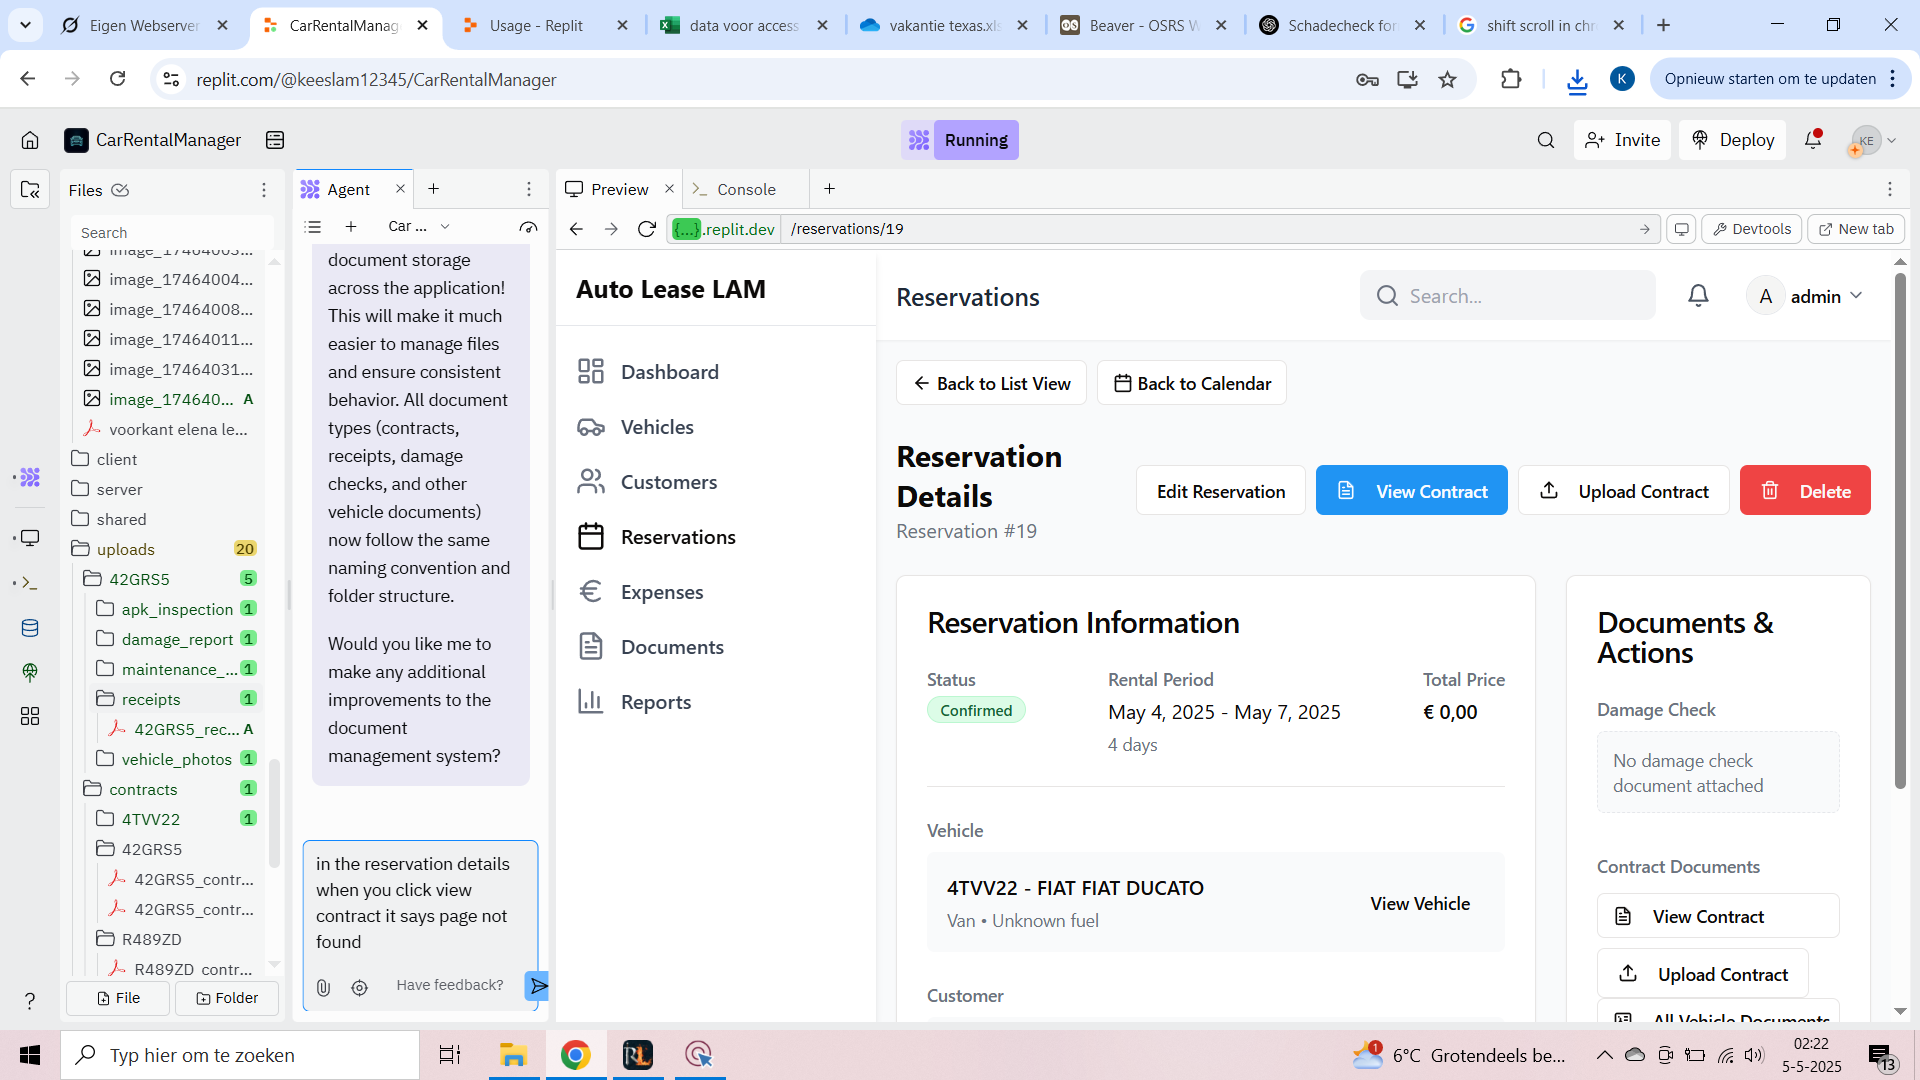 Eigen Webserver
CarRentalManag
Usage - Replit
data voor access
vakantie texas.xls
Beaver - OSRS W
Schadecheck for
shift scroll in chr
replit.com/@keeslam12345/CarRentalManager
K
Opnieuw starten om te updaten
CarRentalManager
Running
Invite
Deploy
KE
Files
Agent
Preview
Console
Search
Car ...
{...}.replit.dev
/reservations/19
Devtools
New tab
image_17464004...
image_17464008...
image_17464011...
image_17464031...
image_174640... A
voorkant elena le...
client
server
shared
uploads 20
42GRS5 5
apk_inspection 1
damage_report 1
maintenance_... 1
receipts 1
42GRS5_rec... A
vehicle_photos 1
contracts 1
4TVV22 1
42GRS5
42GRS5_contr...
42GRS5_contr...
R489ZD
R489ZD_contr...
File
Folder
document storage
across the application!
This will make it much
easier to manage files
and ensure consistent
behavior. All document
types (contracts,
receipts, damage
checks, and other
vehicle documents)
now follow the same
naming convention and
folder structure.
Would you like me to
make any additional
improvements to the
document
management system?
in the reservation details
when you click view
contract it says page not
found
Have feedback?
Auto Lease LAM
Dashboard
Vehicles
Customers
Reservations
Expenses
Documents
Reports
Reservations
Search...
A
admin
Back to List View
Back to Calendar
Reservation
Details
Reservation #19
Edit Reservation
View Contract
Upload Contract
Delete
Reservation Information
Status
Confirmed
Rental Period
May 4, 2025 - May 7, 2025
4 days
Total Price
€ 0,00
Vehicle
4TVV22 - FIAT FIAT DUCATO
Van • Unknown fuel
View Vehicle
Customer
Documents &
Actions
Damage Check
No damage check
document attached
Contract Documents
View Contract
Upload Contract
All Vehicle Documents
?
Typ hier om te zoeken
1
6°C Grotendeels be...
02:22
5-5-2025
13